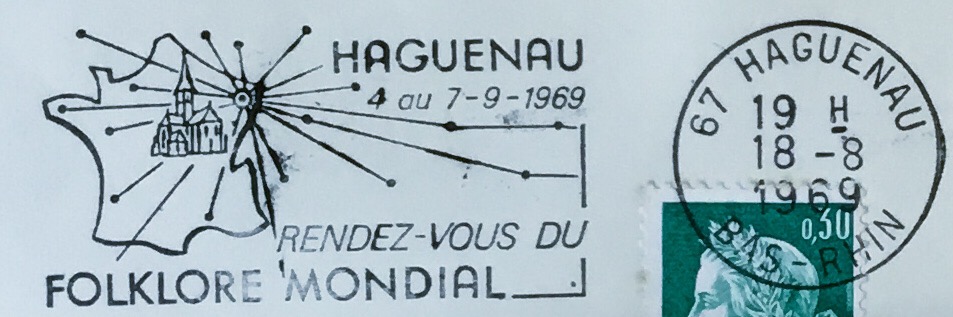 HAGUENAU
4 au 7-9-1969
RENDEZ-VOUS DU
FOLKLORE MONDIAL
67 HAGUENAU
19 H
18-8
1969
BAS-RHIN
0,30